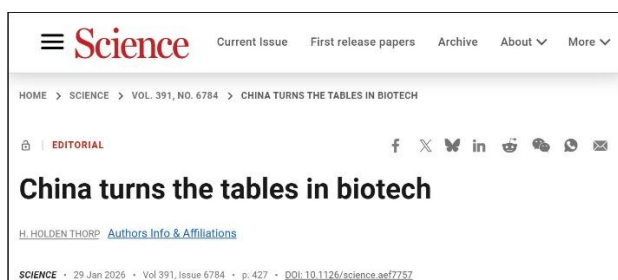 Science Current Issue First release papers Archive About More
HOME > SCIENCE > VOL. 391, NO. 6784 > CHINA TURNS THE TABLES IN BIOTECH
EDITORIAL
China turns the tables in biotech
H. HOLDEN THORP Authors Info & Affiliations
SCIENCE • 29 Jan 2026 • Vol 391, Issue 6784 • p. 427 • DOI: 10.1126/science.aef7757